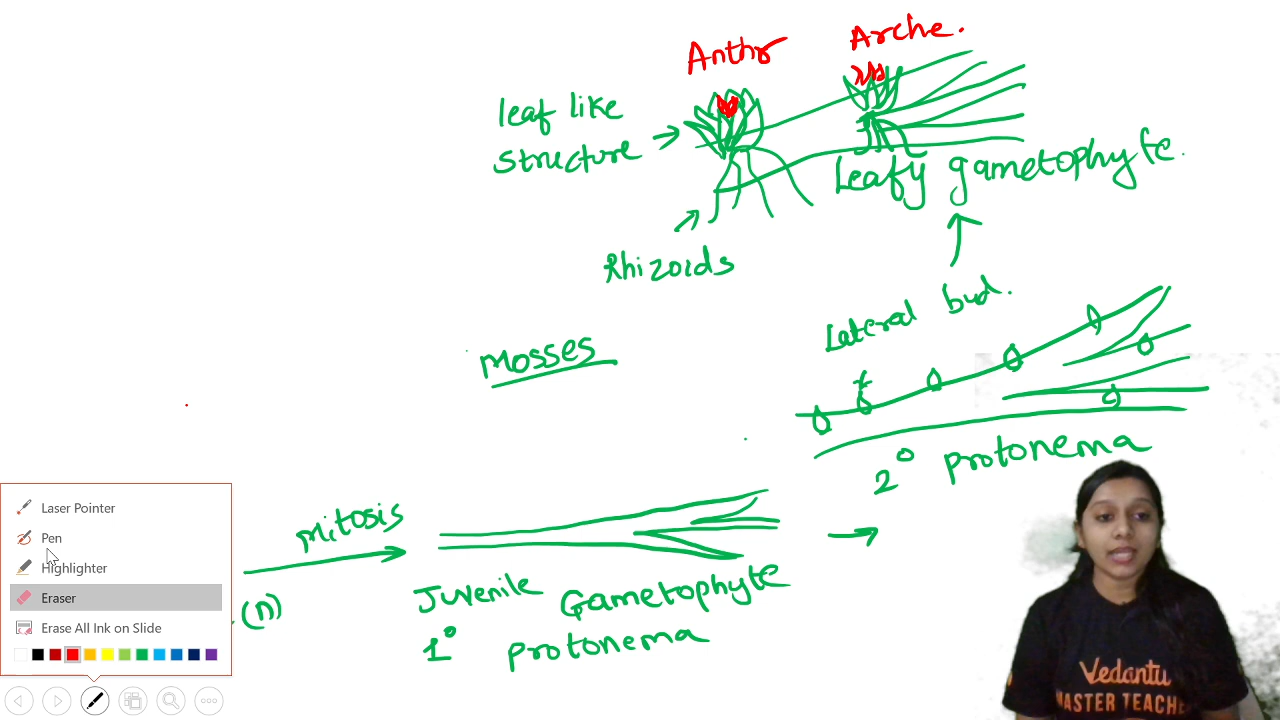 Anthr
Arche.
leaf like
structure
Leafy gametophyte.
Rhizoids
Lateral bud.
Mosses
2° protonema
mitosis
Juvenile Gametophyte
1° protonema
(n)
Laser Pointer
Pen
Highlighter
Eraser
Erase All Ink on Slide
Vedantu
MASTER TEACHE